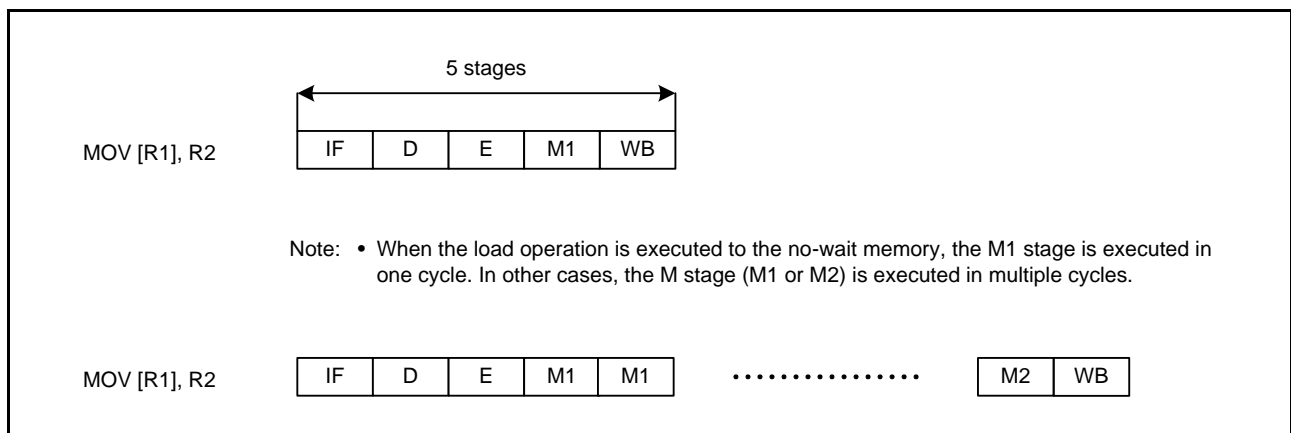 5 stages
MOV [R1], R2 IF D E M1 WB
Note: • When the load operation is executed to the no-wait memory, the M1 stage is executed in
one cycle. In other cases, the M stage (M1 or M2) is executed in multiple cycles.
MOV [R1], R2 IF D E M1 M1 ················ M2 WB